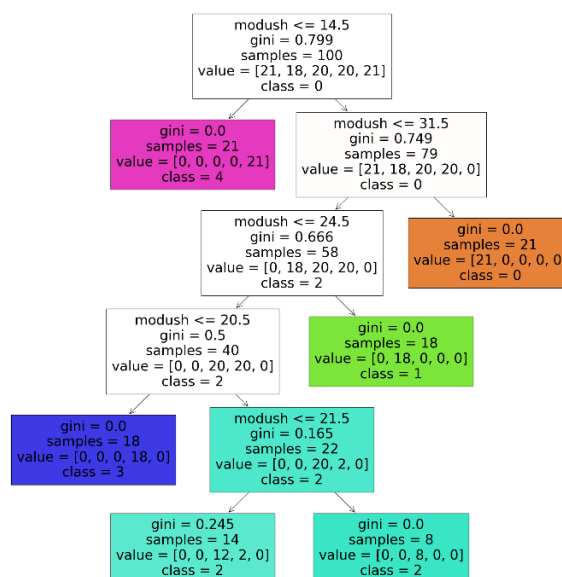 modush <= 14.5
gini = 0.799
samples = 100
value = [21, 18, 20, 20, 21]
class = 0
gini = 0.0
samples = 21
value = [0, 0, 0, 0, 21]
class = 4
modush <= 31.5
gini = 0.749
samples = 79
value = [21, 18, 20, 20, 0]
class = 0
modush <= 24.5
gini = 0.666
samples = 58
value = [0, 18, 20, 20, 0]
class = 2
gini = 0.0
samples = 21
value = [21, 0, 0, 0, 0
class = 0
modush <= 20.5
gini = 0.5
samples = 40
value = [0, 0, 20, 20, 0]
class = 2
gini = 0.0
samples = 18
value = [0, 18, 0, 0, 0]
class = 1
gini = 0.0
samples = 18
value = [0, 0, 0, 18, 0]
class = 3
modush <= 21.5
gini = 0.165
samples = 22
value = [0, 0, 20, 2, 0]
class = 2
gini = 0.245
samples = 14
value = [0, 0, 12, 2, 0]
class = 2
gini = 0.0
samples = 8
value = [0, 0, 8, 0, 0]
class = 2